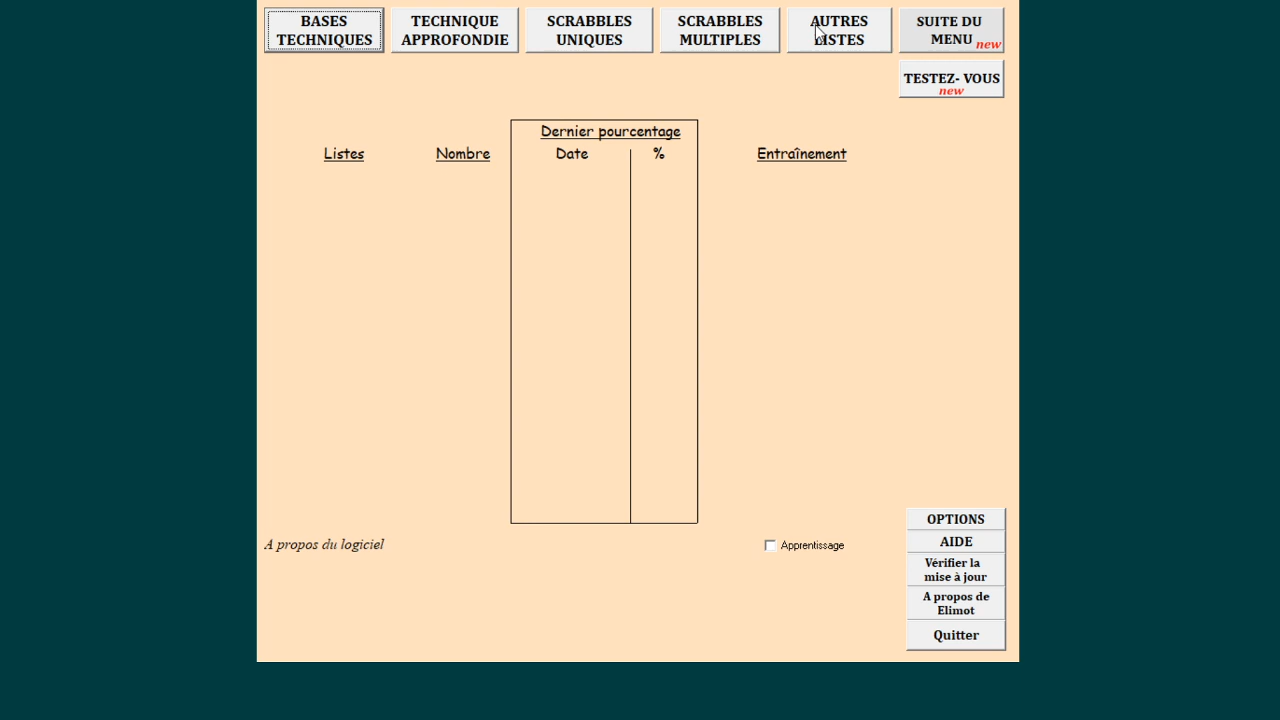 BASES
TECHNIQUES
TECHNIQUE
APPROFONDIE
SCRABBLES
UNIQUES
SCRABBLES
MULTIPLES
AUTRES
LISTES
SUITE DU
MENU new
TESTEZ- VOUS
new
Dernier pourcentage
Listes
Nombre
Date
%
Entraînement
A propos du logiciel
Apprentissage
OPTIONS
AIDE
Vérifier la
mise à jour
A propos de
Elimot
Quitter